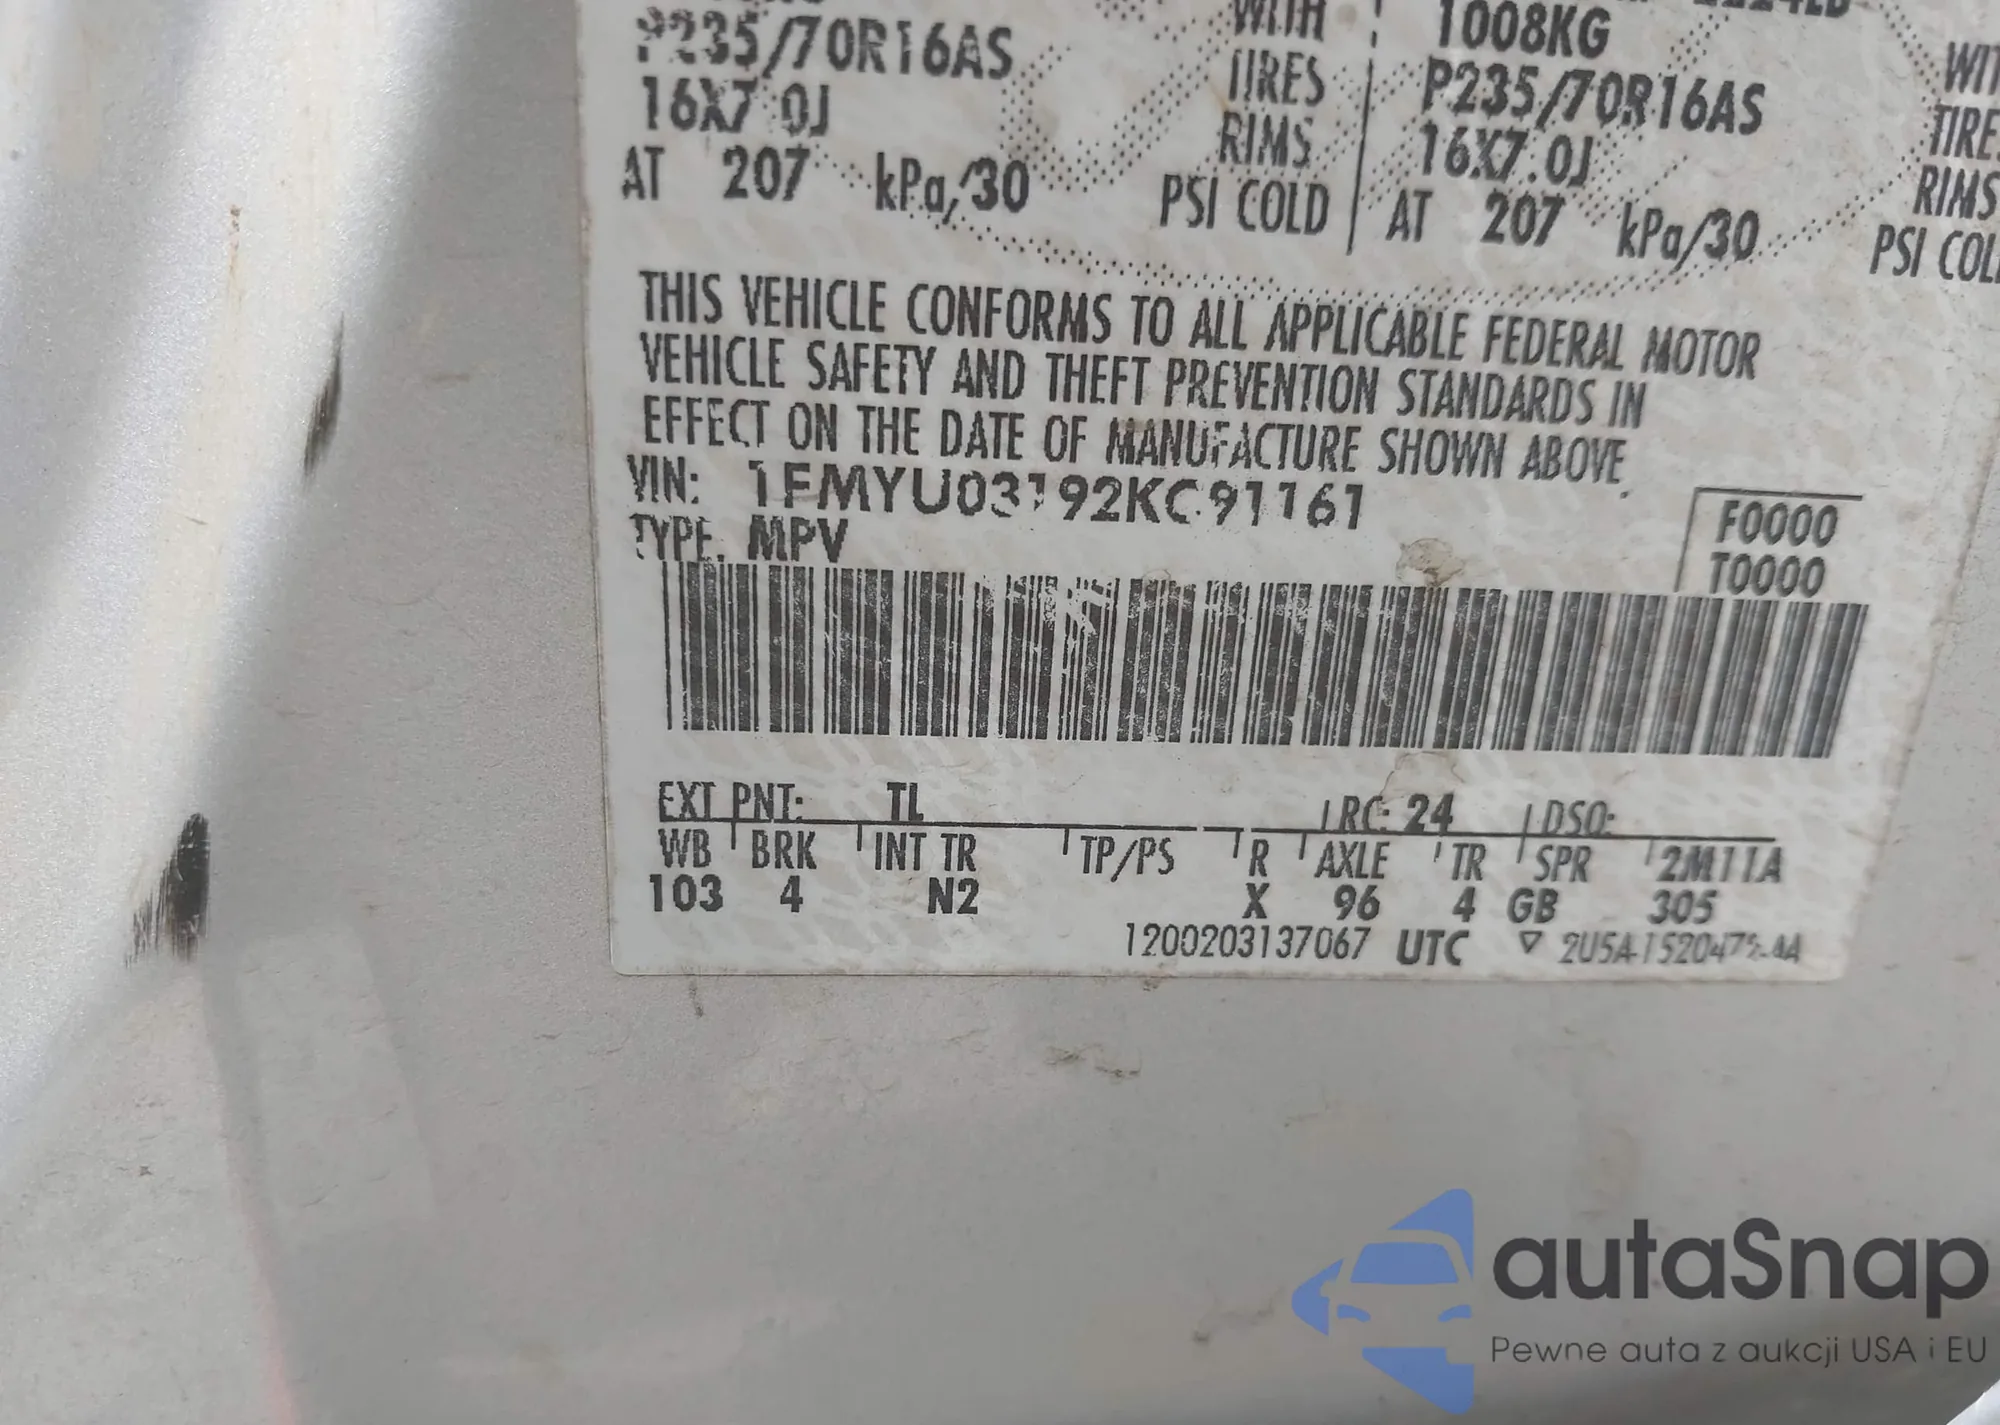 P235/70R16AS
16X7.0J
AT 207 kPa/30
WITH
TIRES
RIMS
PSI COLD
1008KG
P235/70R16AS
16X7.0J
AT 207 kPa/30
PSI COL
THIS VEHICLE CONFORMS TO ALL APPLICABLE FEDERAL MOTOR
VEHICLE SAFETY AND THEFT PREVENTION STANDARDS IN
EFFECT ON THE DATE OF MANUFACTURE SHOWN ABOVE.
VIN: 1FMYU03192KC91161
TYPE: MPV
F0000
T0000
EXT PNT: TL RC: 24 DSO:
WB BRK INT TR TP/PS R AXLE TR SPR 2M11A
103 4 N2 X 96 4 GB 305
1200203137067 UTC ▽
autaSnap
Pewne auta z aukcji USA i EU